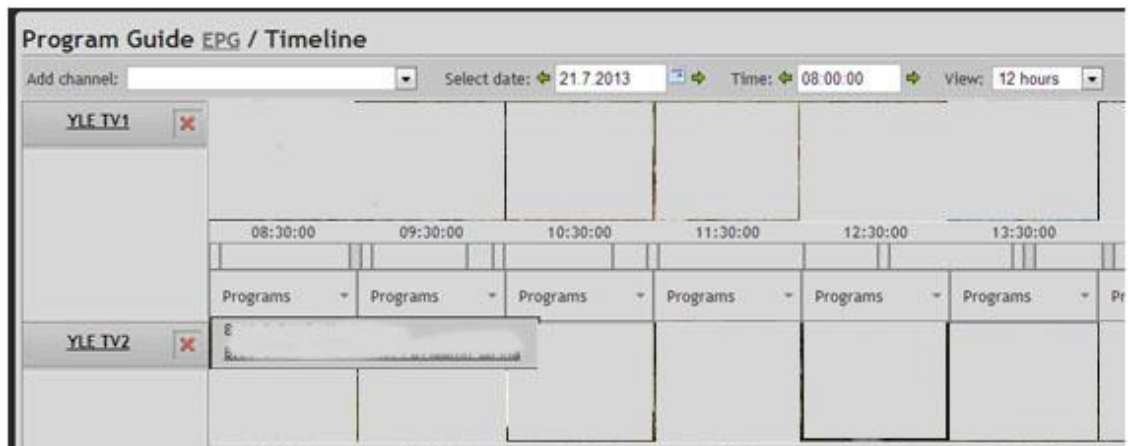 Program Guide EPG / Timeline
Add channel: Select date: 21.7.2013 Time: 08:00:00 View: 12 hours
YLE TV1
08:30:00 09:30:00 10:30:00 11:30:00 12:30:00 13:30:00
Programs Programs Programs Programs Programs Programs Pr
YLE TV2